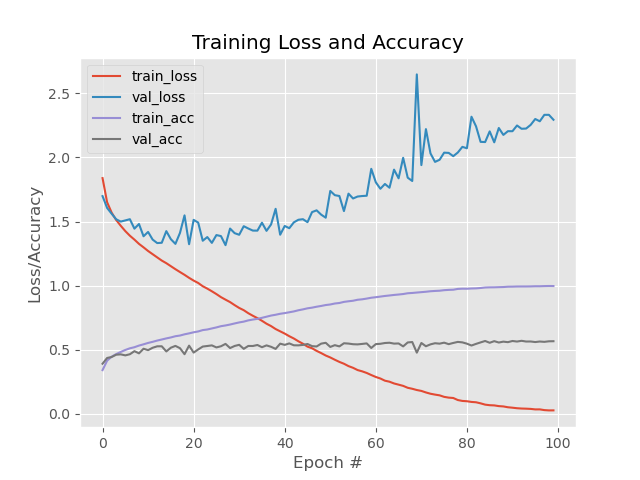 Training Loss and Accuracy
train_loss
val_loss
train_acc
val_acc
2.5
2.0
1.5
1.0
0.5
0.0
Loss/Accuracy
0 20 40 60 80 100
Epoch #